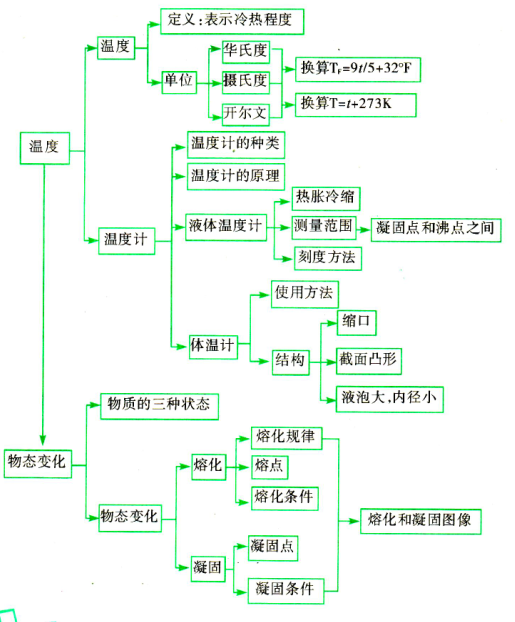 定义:表示冷热程度
温度
华氏度
换算T_F=9t/5+32°F
单位
摄氏度
换算T=t+273K
开尔文
温度
温度计的种类
温度计的原理
热胀冷缩
温度计
液体温度计
测量范围
凝固点和沸点之间
刻度方法
使用方法
体温计
缩口
结构
截面凸形
液泡大,内径小
物质的三种状态
物态变化
熔化规律
熔化
熔点
熔化条件
物态变化
熔化和凝固图像
凝固点
凝固
凝固条件